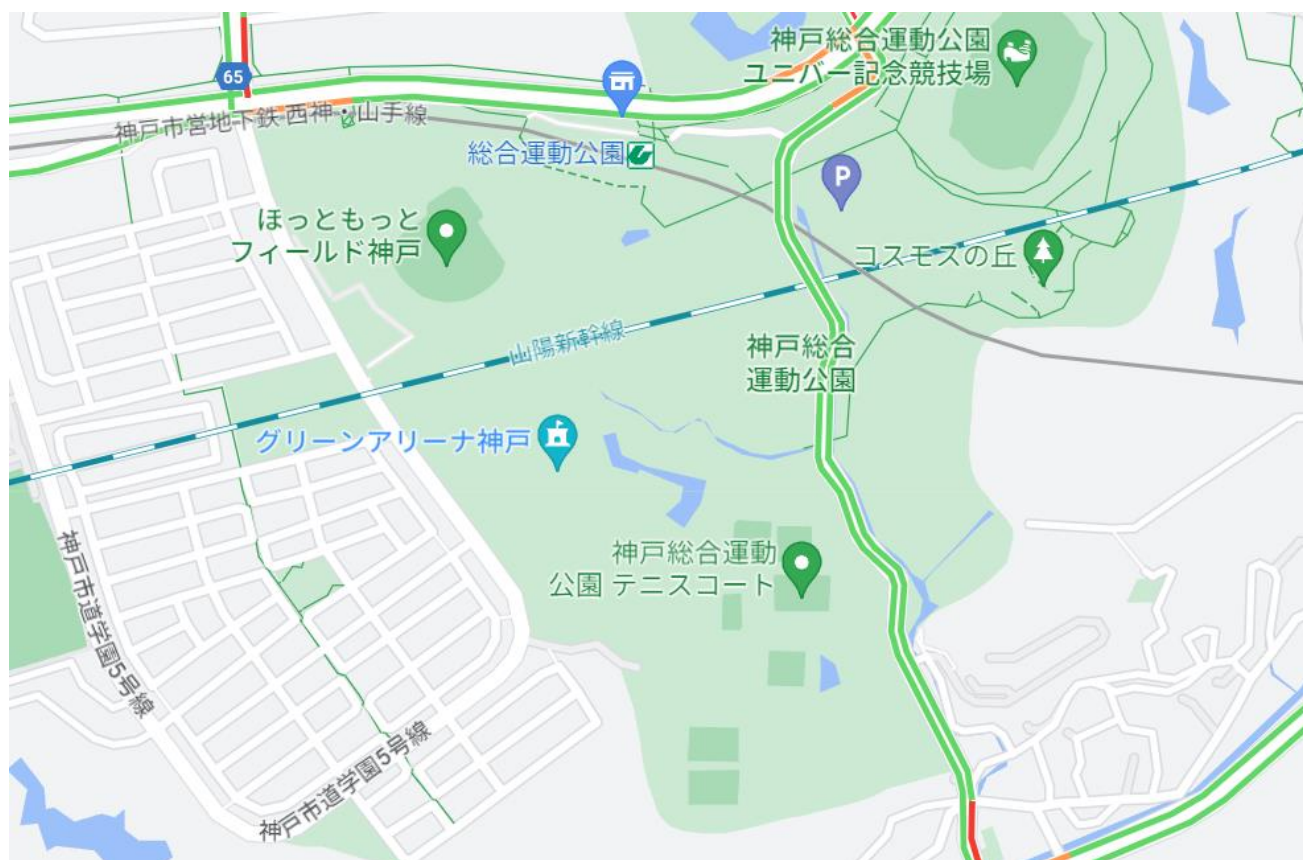 神戸総合運動公園
ユニバー記念競技場
65
神戸市営地下鉄 西神・山手線
総合運動公園
P
ほっともっと
フィールド神戸
コスモスの丘
山陽新幹線
神戸総合
運動公園
グリーンアリーナ神戸
神戸総合運動
公園 テニスコート
神戸市道学園5号線
神戸市道学園5号線